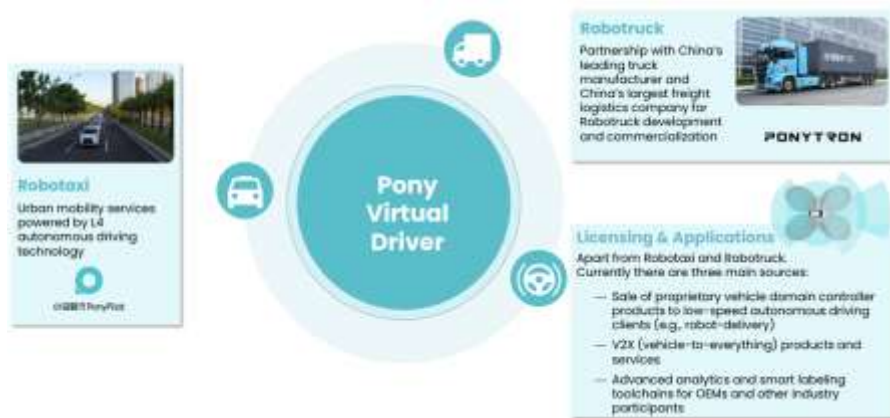 Robotaxi
Urban mobility services
powered by L4
autonomous driving
technology
小马智行 PonyPilot
Pony
Virtual
Driver
Robotruck
Partnership with China's
leading truck
manufacturer and
China's largest freight
logistics company for
Robotruck development
and commercialization
PONYTRON
Licensing & Applications
Apart from Robotaxi and Robotruck.
Currently there are three main sources:
— Sale of proprietary vehicle domain controller
products to low-speed autonomous driving
clients (e.g., robot-delivery)
— V2X (vehicle-to-everything) products and
services
— Advanced analytics and smart labeling
toolchains for OEMs and other industry
participants